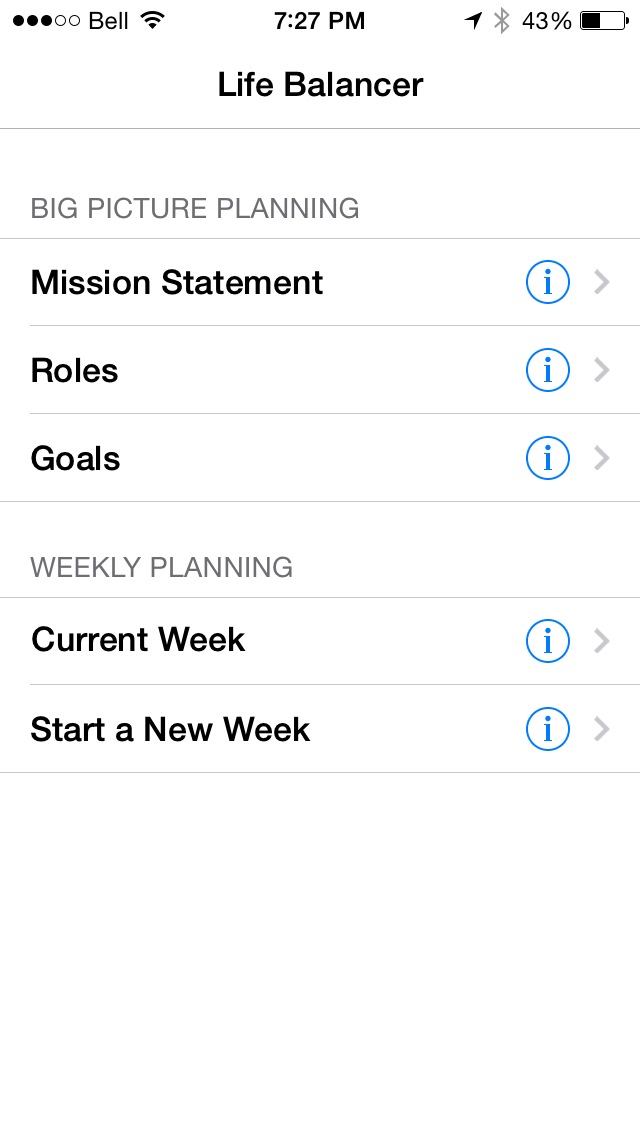 Bell 7:27 PM 43%
Life Balancer
BIG PICTURE PLANNING
Mission Statement
Roles
Goals
WEEKLY PLANNING
Current Week
Start a New Week